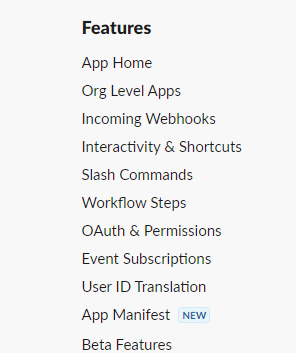 Features
App Home
Org Level Apps
Incoming Webhooks
Interactivity & Shortcuts
Slash Commands
Workflow Steps
OAuth & Permissions
Event Subscriptions
User ID Translation
App Manifest NEW
Beta Features